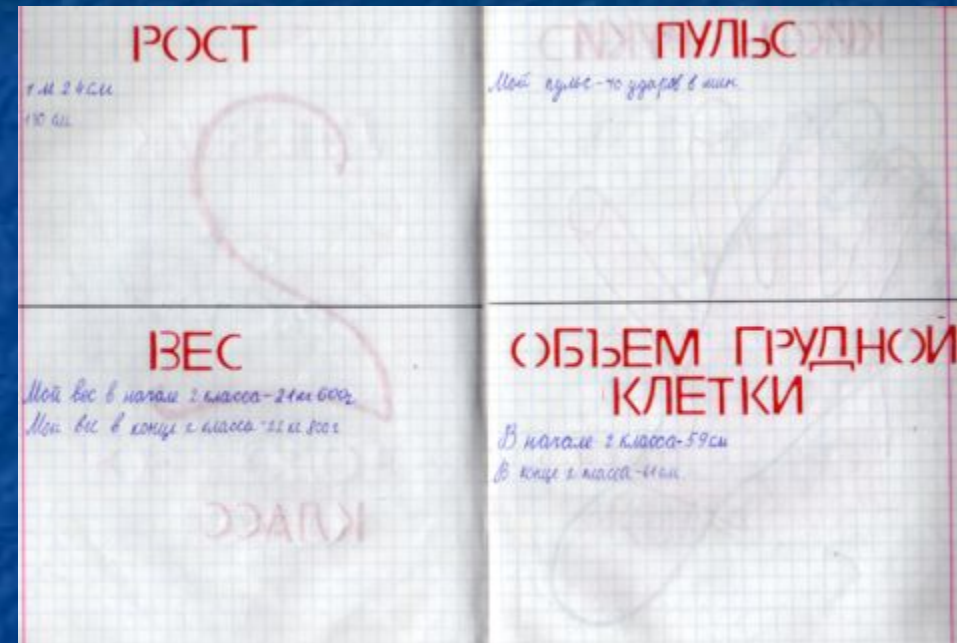 РОСТ
1 м 24 см
130 см
ПУЛЬС
Мой пульс - 70 ударов в мин.
ВЕС
Мой вес в начале 2 класса - 21 кг 600 г
Мой вес в конце 2 класса - 22 кг 800 г
ОБЪЕМ ГРУДНОЙ
КЛЕТКИ
В начале 2 класса - 59 см
В конце 2 класса - 61 см.
КЛАСС